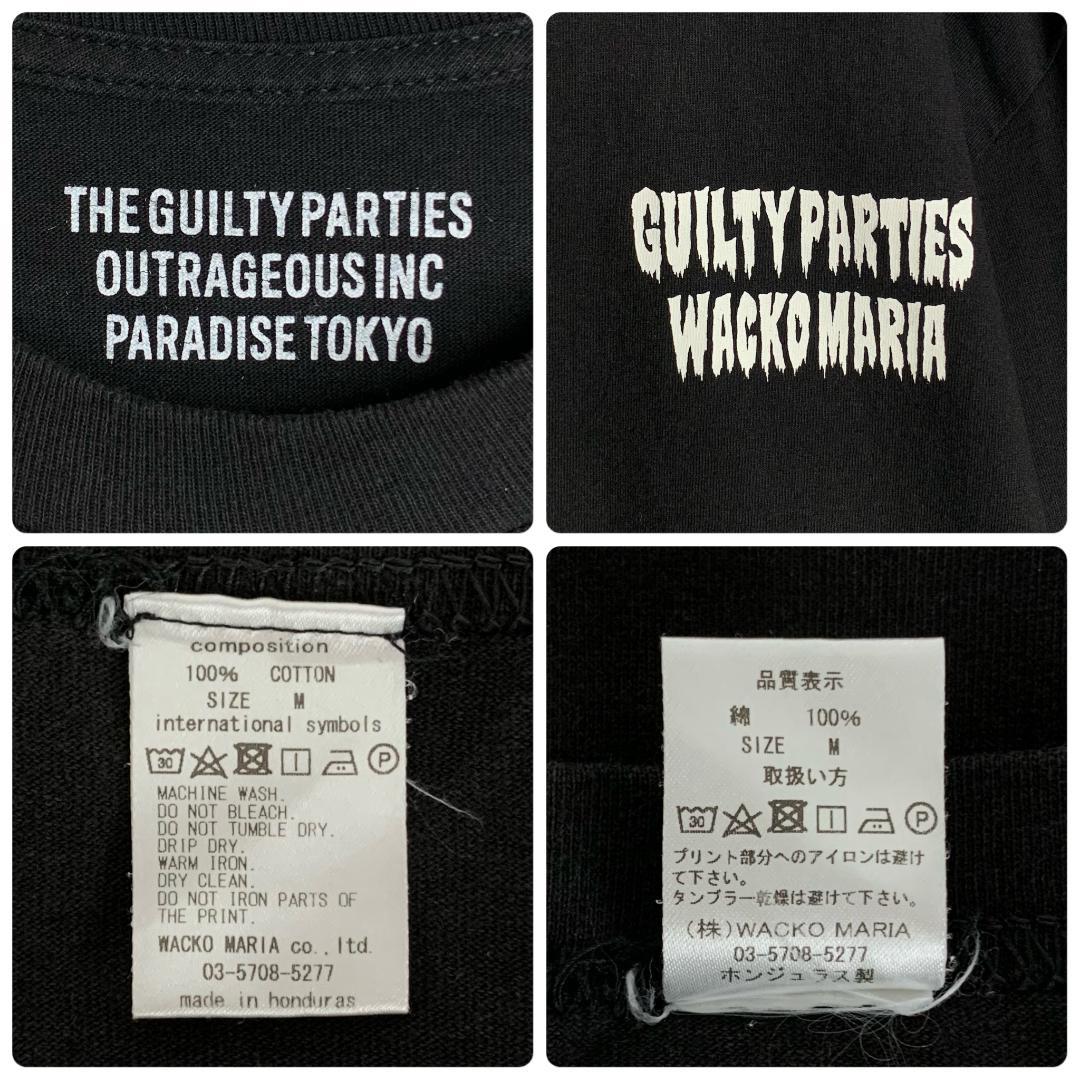 THE GUILTY PARTIES
OUTRAGEOUS INC
PARADISE TOKYO
GUILTY PARTIES
WACKO MARIA
composition
100% COTTON
SIZE M
international symbols
30 P
MACHINE WASH.
DO NOT BLEACH.
DO NOT TUMBLE DRY.
DRIP DRY.
WARM IRON.
DRY CLEAN.
DO NOT IRON PARTS OF
THE PRINT.
WACKO MARIA co.,ltd.
03-5708-5277
made in honduras
品質表示
綿 100%
SIZE M
取扱い方
30 P
プリント部分へのアイロンは避け
て下さい。
タンブラー乾燥は避けて下さい。
(株)WACKO MARIA
03-5708-5277
ホンジュラス製